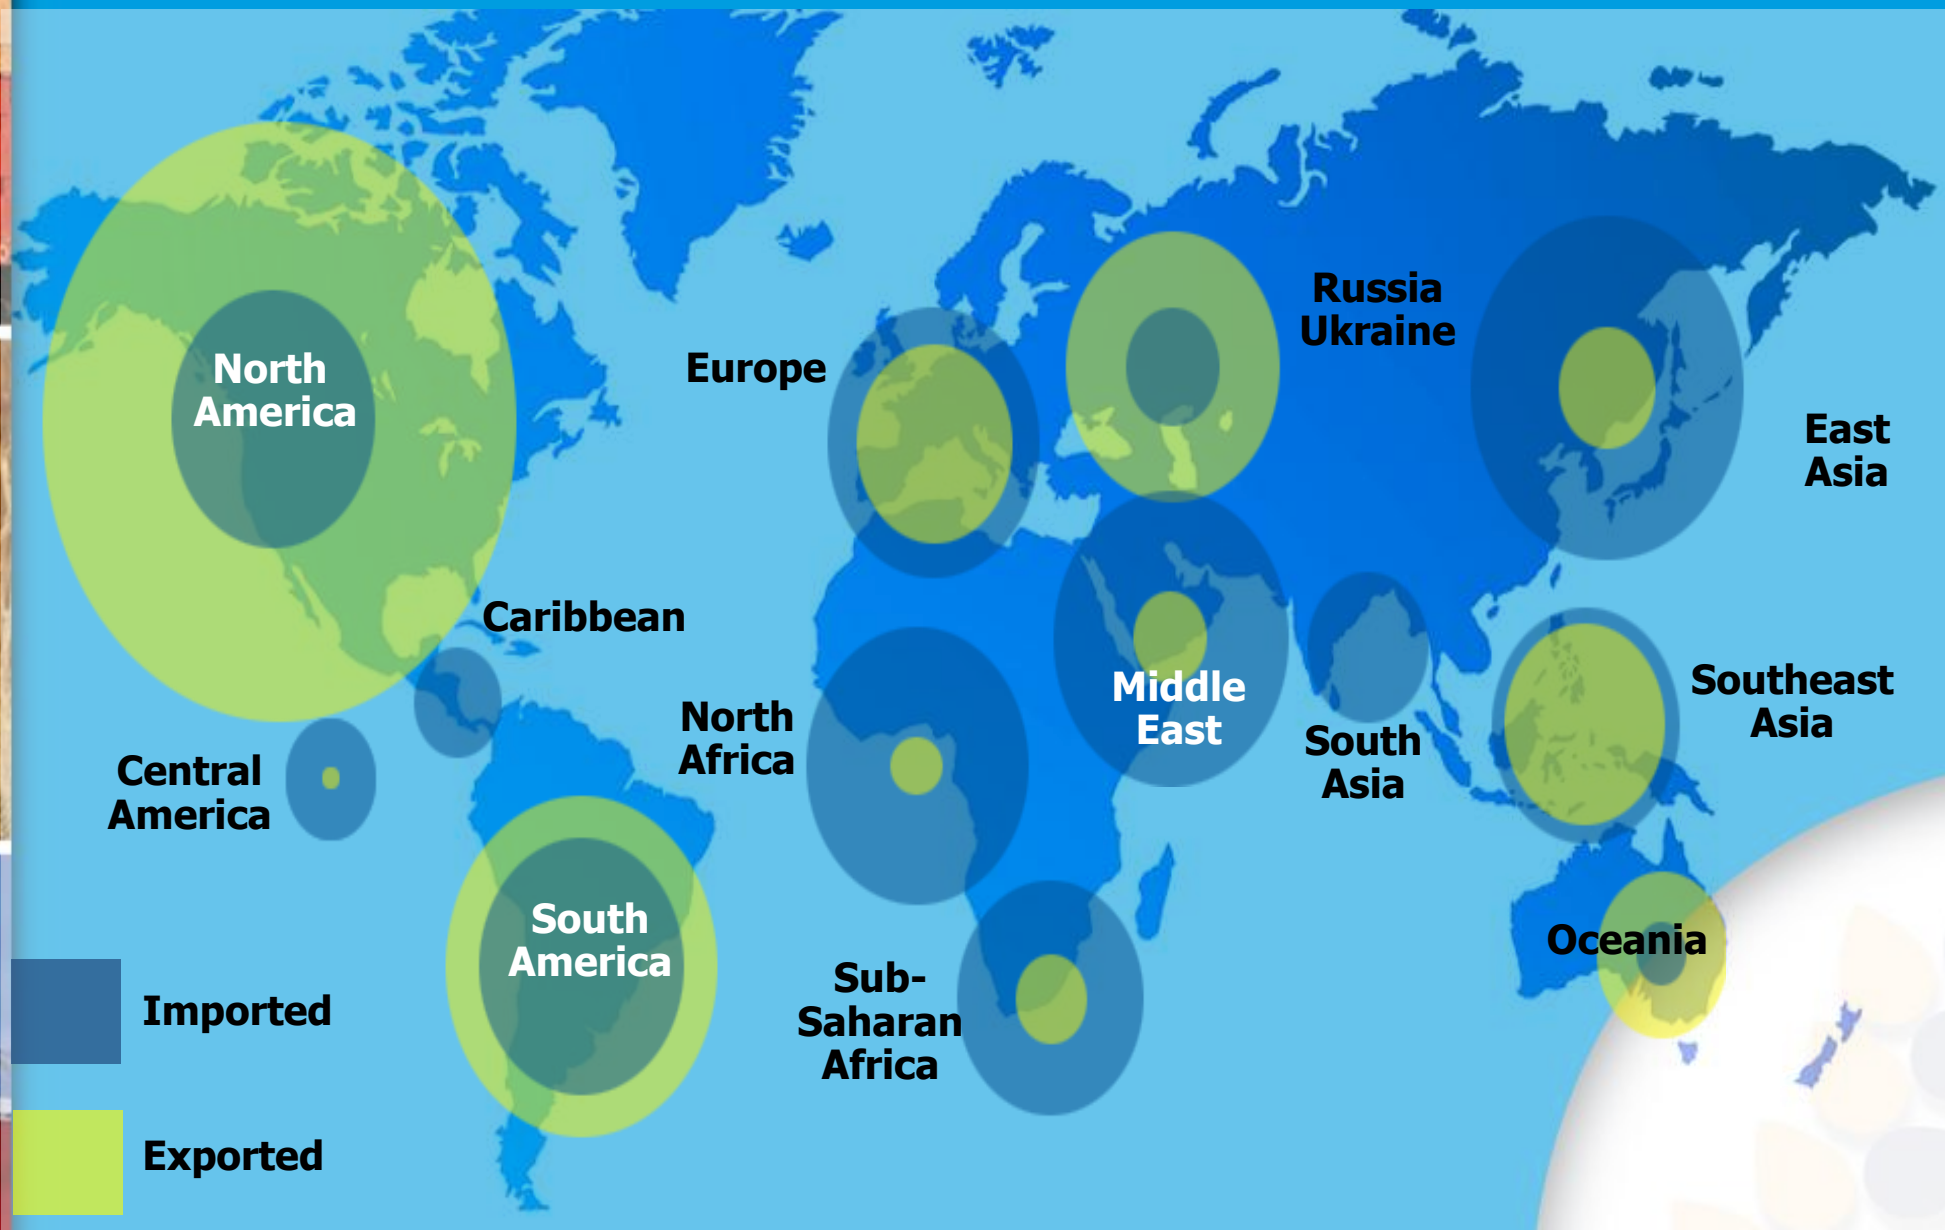 Russia
Ukraine
North
America
Europe
East
Asia
Caribbean
Southeast
Asia
Middle
East
North
Africa
South
Asia
Central
America
South
America
Oceania
Sub-
Saharan
Africa
Imported
Exported